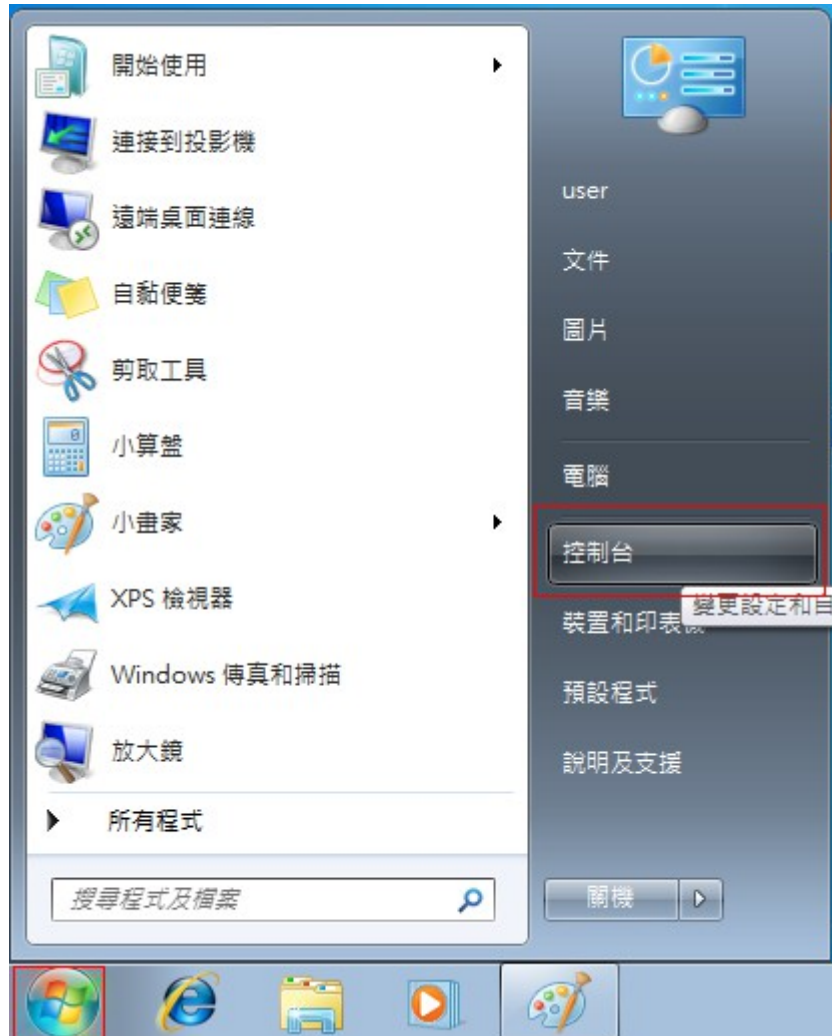 開始使用
連接到投影機
遠端桌面連線
自黏便箋
剪取工具
小算盤
小畫家
XPS 檢視器
Windows 傳真和掃描
放大鏡
所有程式
搜尋程式及檔案
user
文件
圖片
音樂
電腦
控制台
變更設定和自
裝置和印表機
預設程式
說明及支援
關機